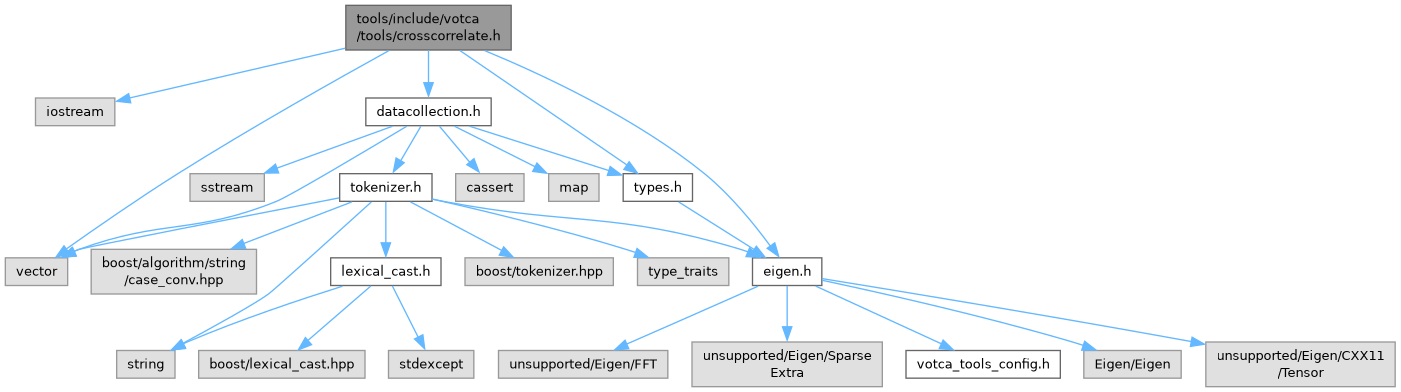 tools/include/votca
/tools/crosscorrelate.h
iostream
datacollection.h
sstream
tokenizer.h
cassert
map
types.h
vector
boost/algorithm/string
/case_conv.hpp
lexical_cast.h
boost/tokenizer.hpp
type_traits
eigen.h
string
boost/lexical_cast.hpp
stdexcept
unsupported/Eigen/FFT
unsupported/Eigen/Sparse
Extra
votca_tools_config.h
Eigen/Eigen
unsupported/Eigen/CXX11
/Tensor